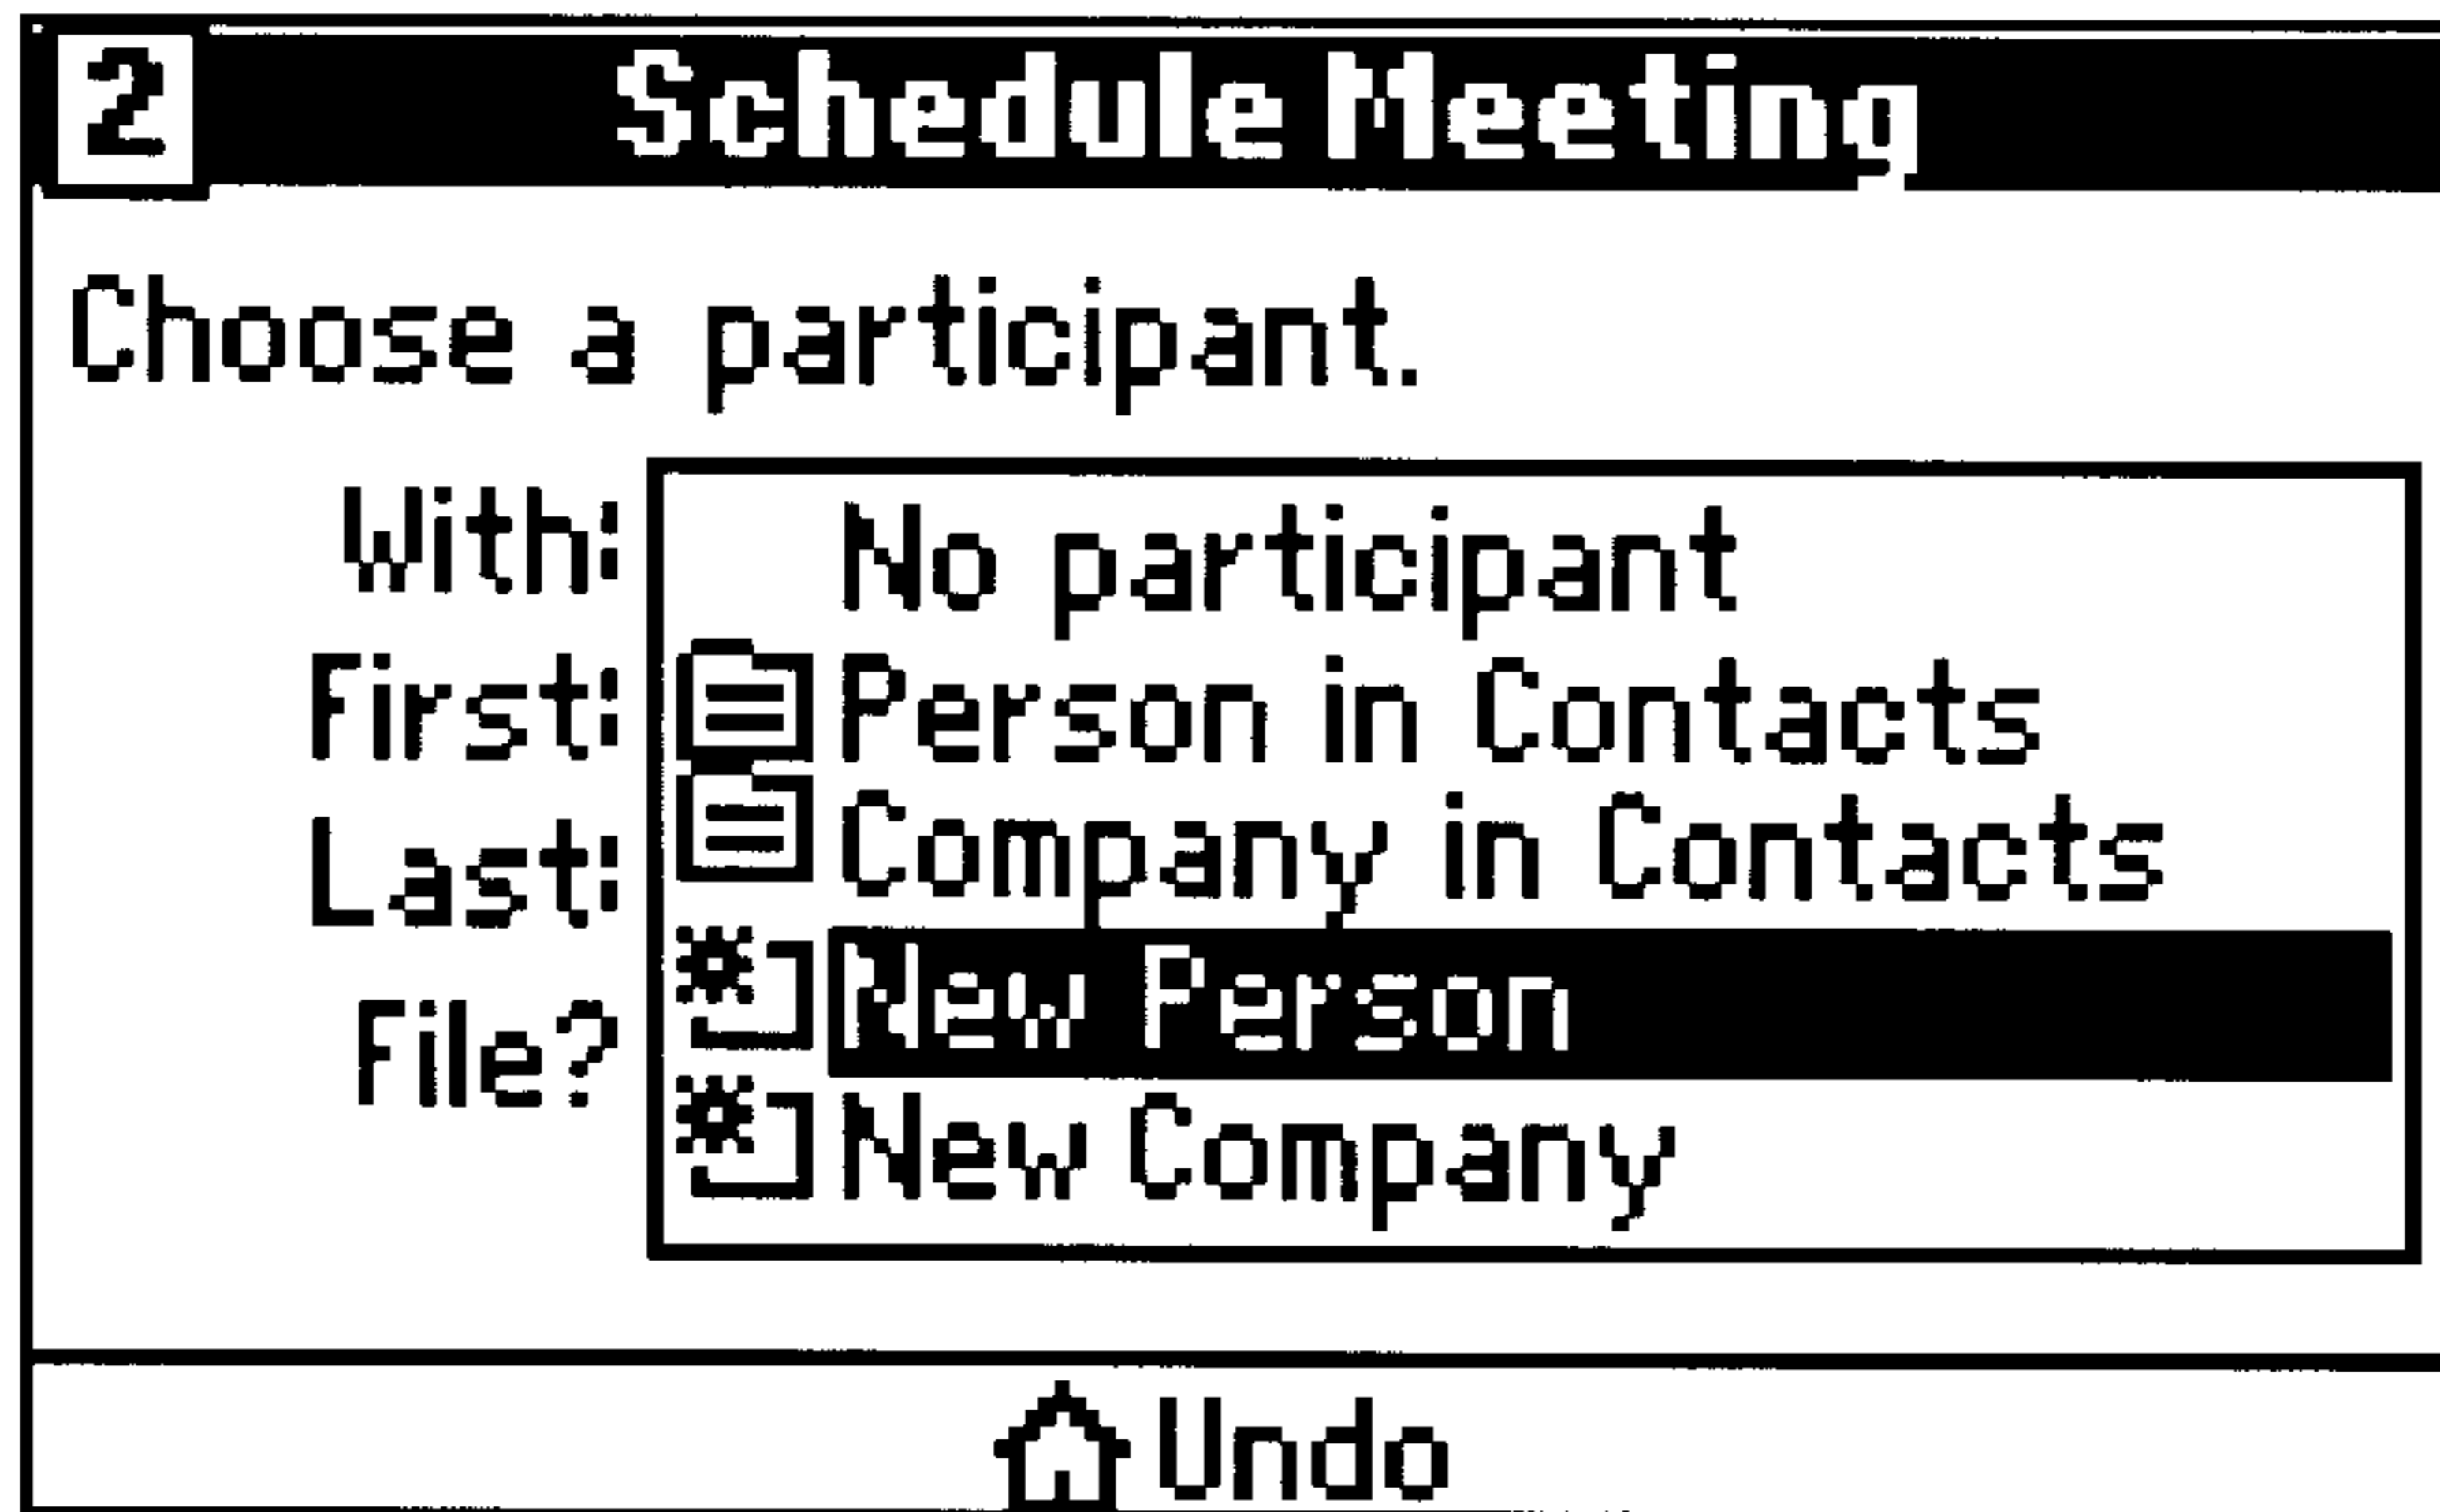 2 Schedule Meeting
Choose a participant.
With: No participant
First: Person in Contacts
Last: Company in Contacts
New Person
File?
New Company
Undo